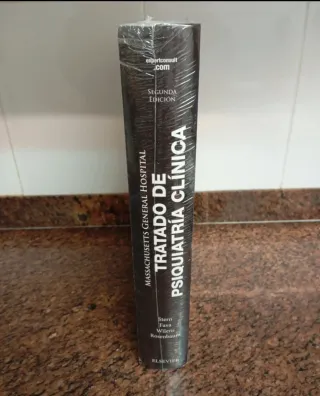 expertconsult
.com
SEGUNDA
EDICIÓN
MASSACHUSETTS GENERAL HOSPITAL
TRATADO DE
PSIQUIATRÍA CLÍNICA
Stern
Fava
Wilens
Rosenbaum
ELSEVIER